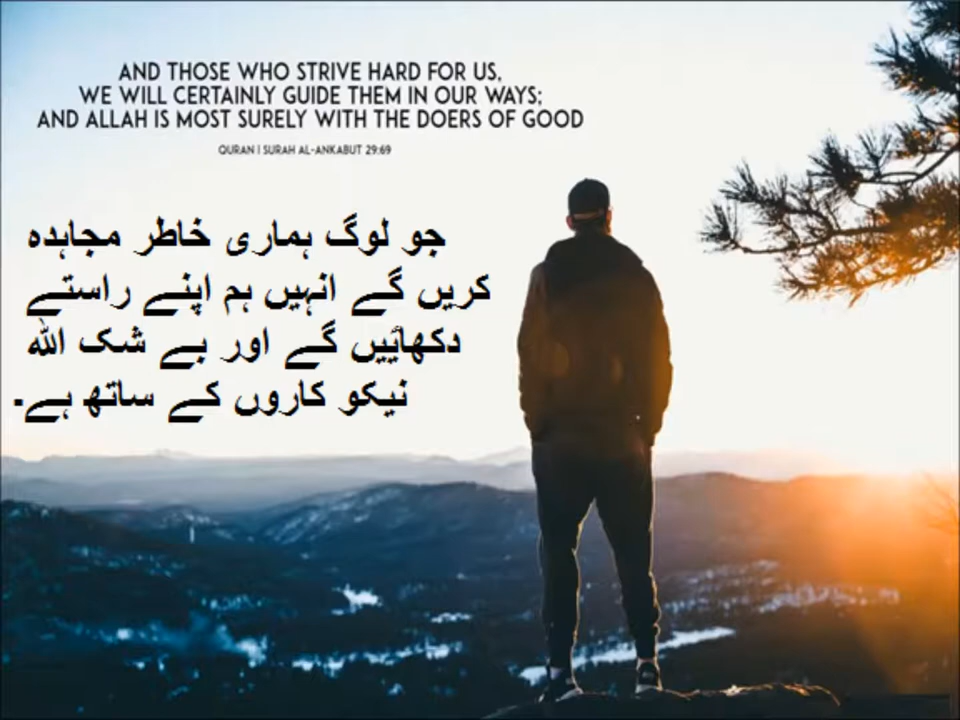 AND THOSE WHO STRIVE HARD FOR US,
WE WILL CERTAINLY GUIDE THEM IN OUR WAYS;
AND ALLAH IS MOST SURELY WITH THE DOERS OF GOOD
QURAN | SURAH AL-ANKABUT 29:69
جو لوگ ہماری خاطر مجاہدہ
کریں گے انہیں ہم اپنے راستے
دکھائیں گے اور بے شک اللہ
نیکو کاروں کے ساتھ ہے۔